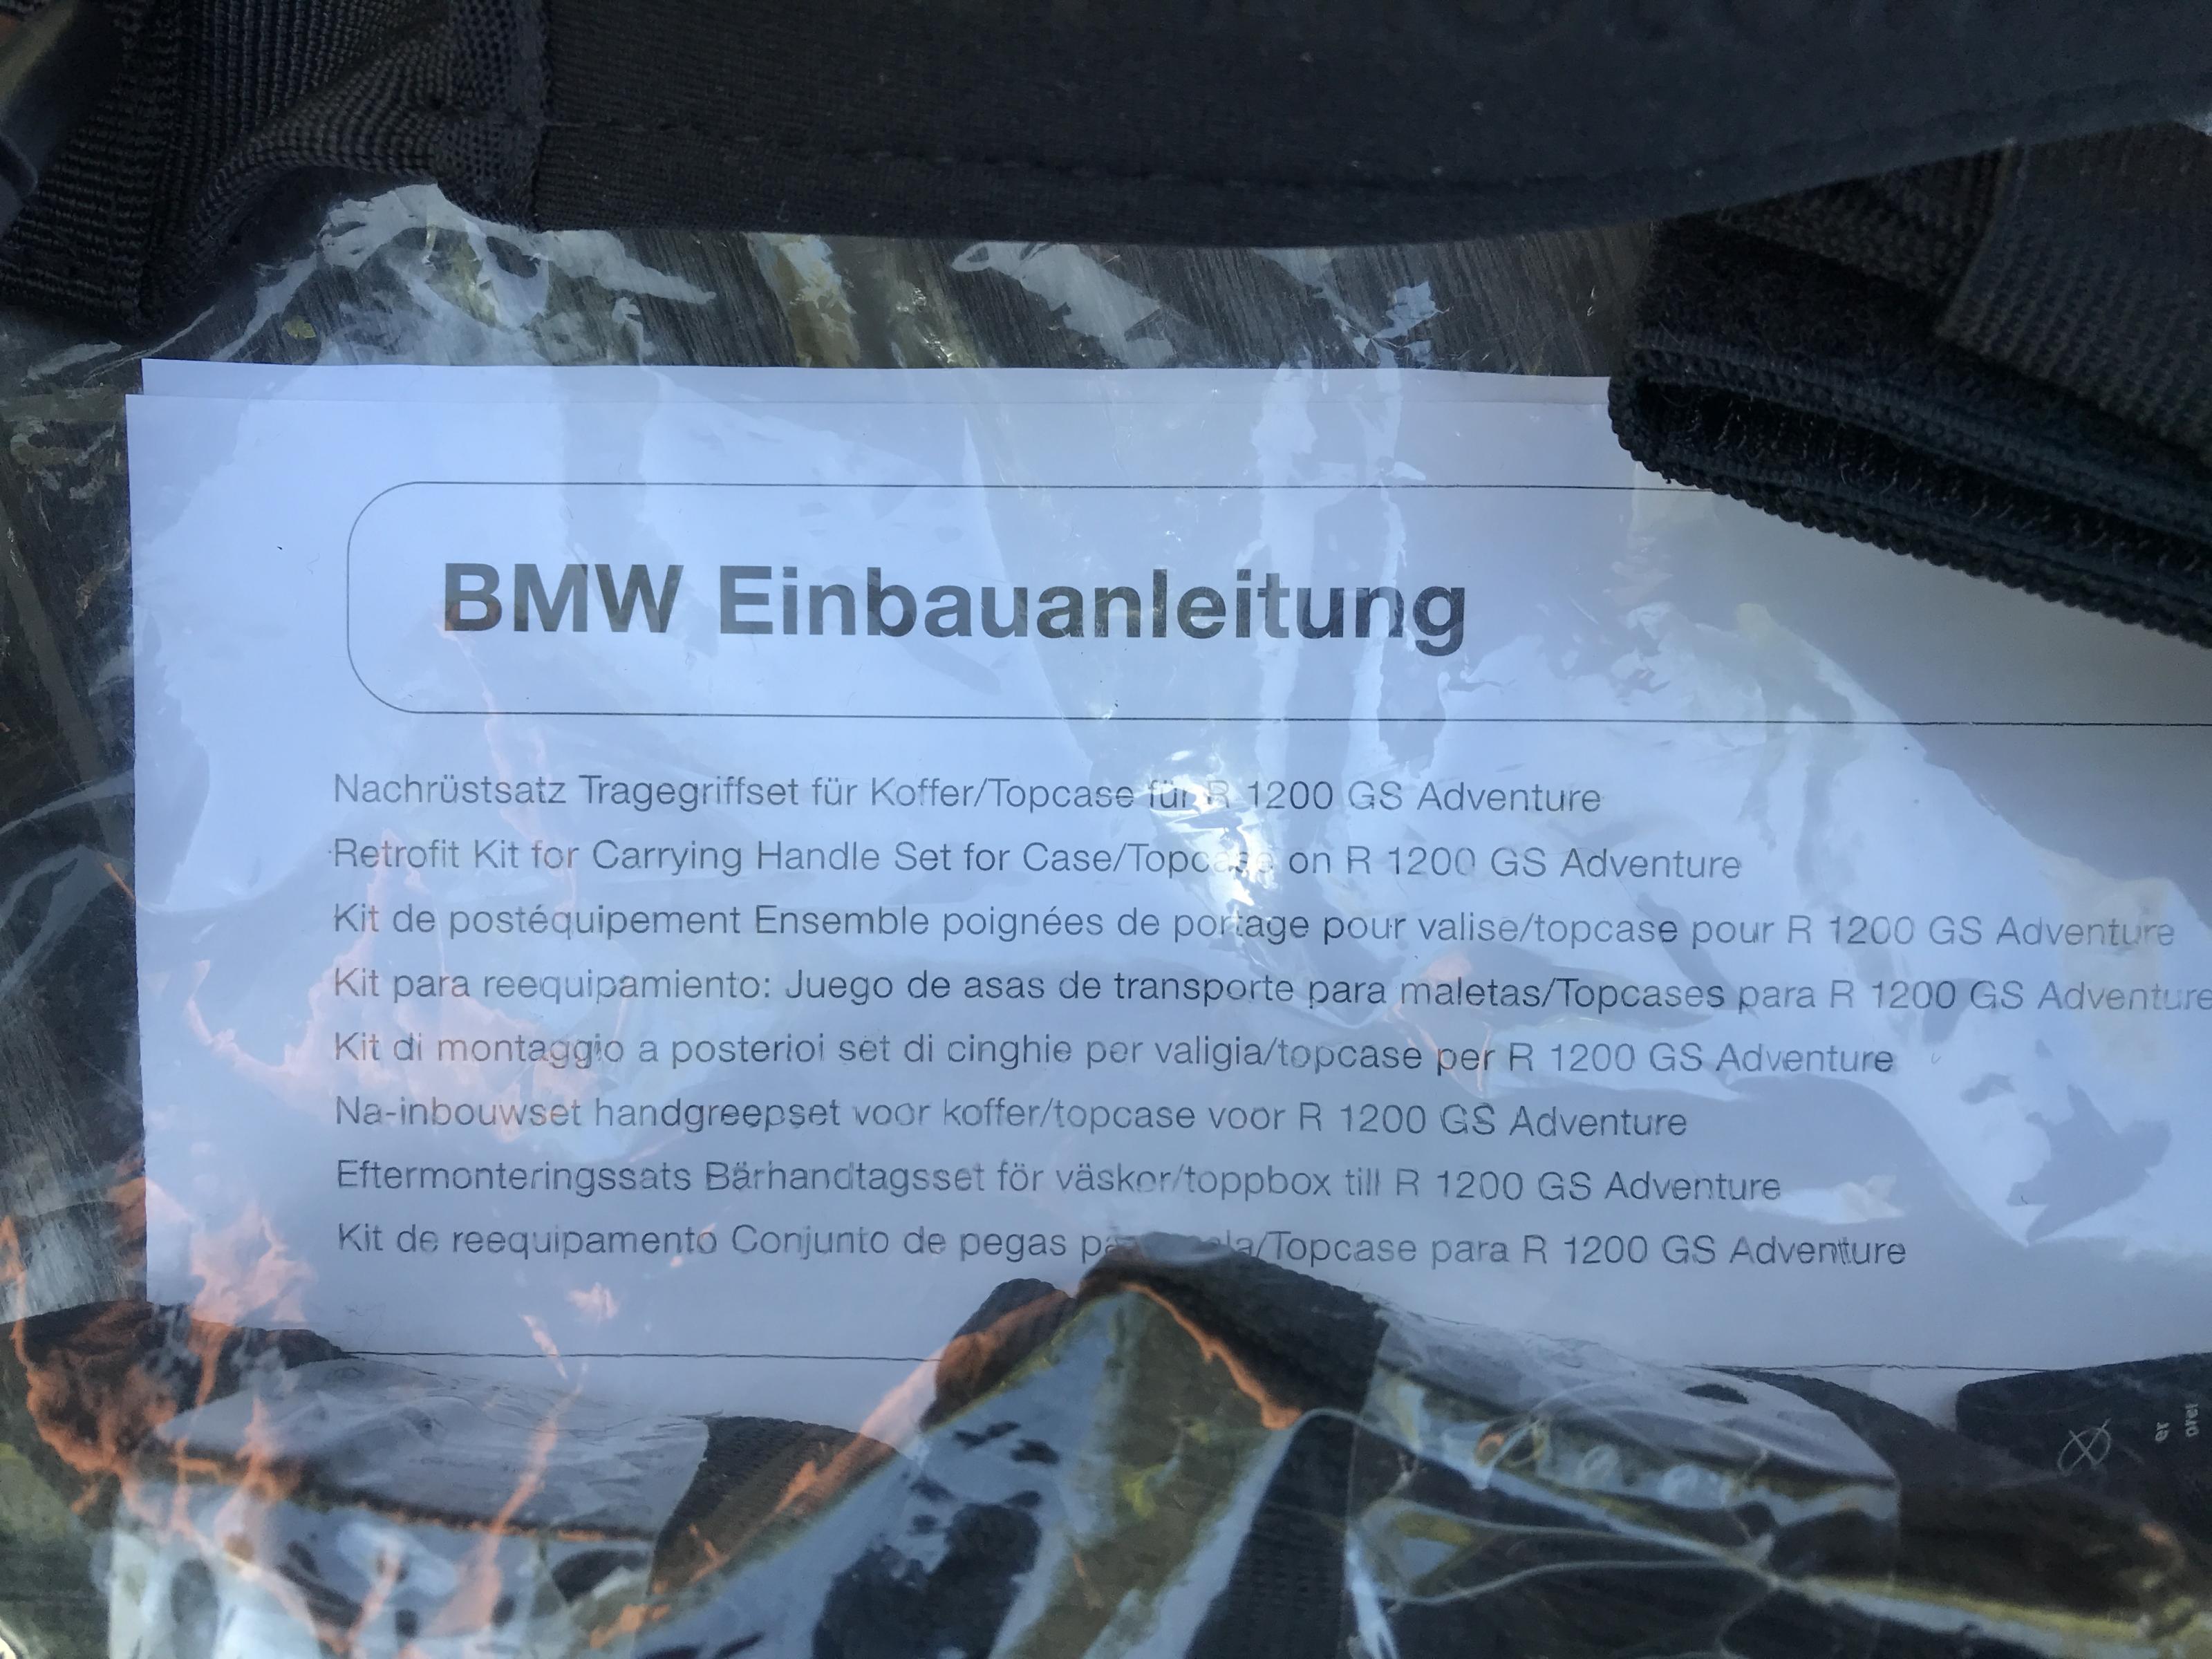 BMW Einbauanleitung
Nachrüstsatz Tragegriffset für Koffer/Topcase für R 1200 GS Adventure
Retrofit Kit for Carrying Handle Set for Case/Topcase on R 1200 GS Adventure
Kit de postéquipement Ensemble poignées de portage pour valise/topcase pour R 1200 GS Adventure
Kit para reequipamiento: Juego de asas de transporte para maletas/Topcases para R 1200 GS Adventure
Kit di montaggio a posterioi set di cinghie per valigia/topcase per R 1200 GS Adventure
Na-inbouwset handgreepset voor koffer/topcase voor R 1200 GS Adventure
Eftermonteringssats Bärhandtagsset för väskor/toppbox till R 1200 GS Adventure
Kit de reequipamento Conjunto de pegas /Topcase para R 1200 GS Adventure